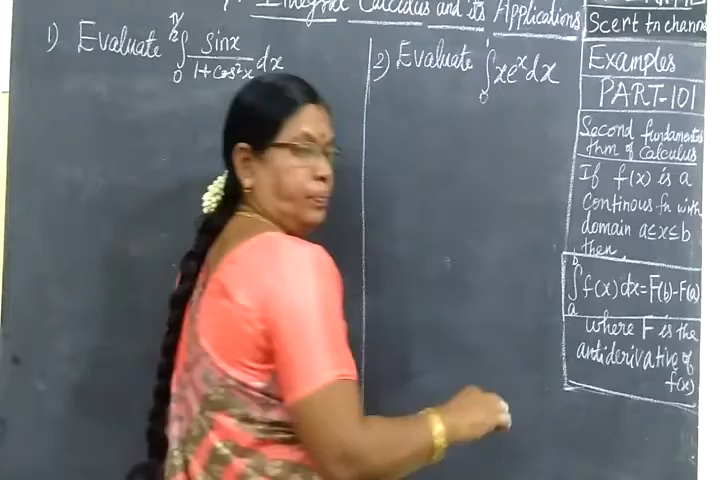 Integral Calculus and its Applications
1) Evaluate ∫₀^(π/2) sinx / (1+cos²x) dx
2) Evaluate ∫₀¹ xeˣ dx
Scert tn channel
Examples
PART-101
Second fundamental
thm of Calculus
If f(x) is a
continous fn with
domain a≤x≤b
then
∫ₐᵇ f(x) dx = F(b)-F(a)
where F is the
antiderivative of
f(x)